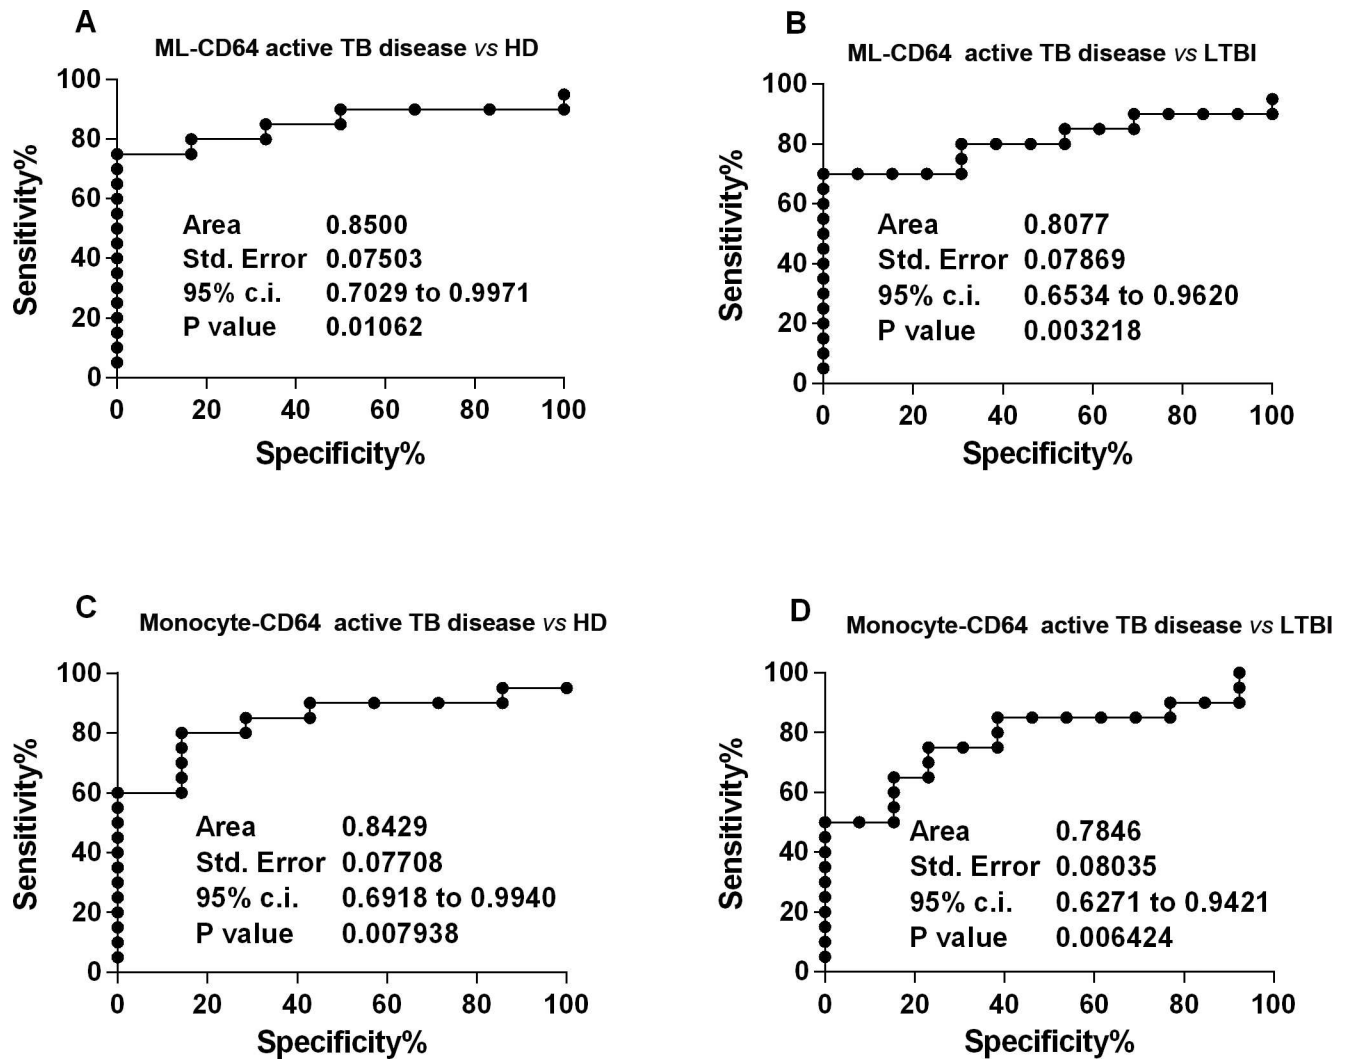 A
ML-CD64 active TB disease vs HD
Sensitivity%
100
80
60
40
20
0
Area 0.8500
Std. Error 0.07503
95% c.i. 0.7029 to 0.9971
P value 0.01062
0 20 40 60 80 100
Specificity%
B
ML-CD64 active TB disease vs LTBI
Sensitivity%
100
80
60
40
20
0
Area 0.8077
Std. Error 0.07869
95% c.i. 0.6534 to 0.9620
P value 0.003218
0 20 40 60 80 100
Specificity%
C
Monocyte-CD64 active TB disease vs HD
Sensitivity%
100
80
60
40
20
0
Area 0.8429
Std. Error 0.07708
95% c.i. 0.6918 to 0.9940
P value 0.007938
0 20 40 60 80 100
Specificity%
D
Monocyte-CD64 active TB disease vs LTBI
Sensitivity%
100
80
60
40
20
0
Area 0.7846
Std. Error 0.08035
95% c.i. 0.6271 to 0.9421
P value 0.006424
0 20 40 60 80 100
Specificity%